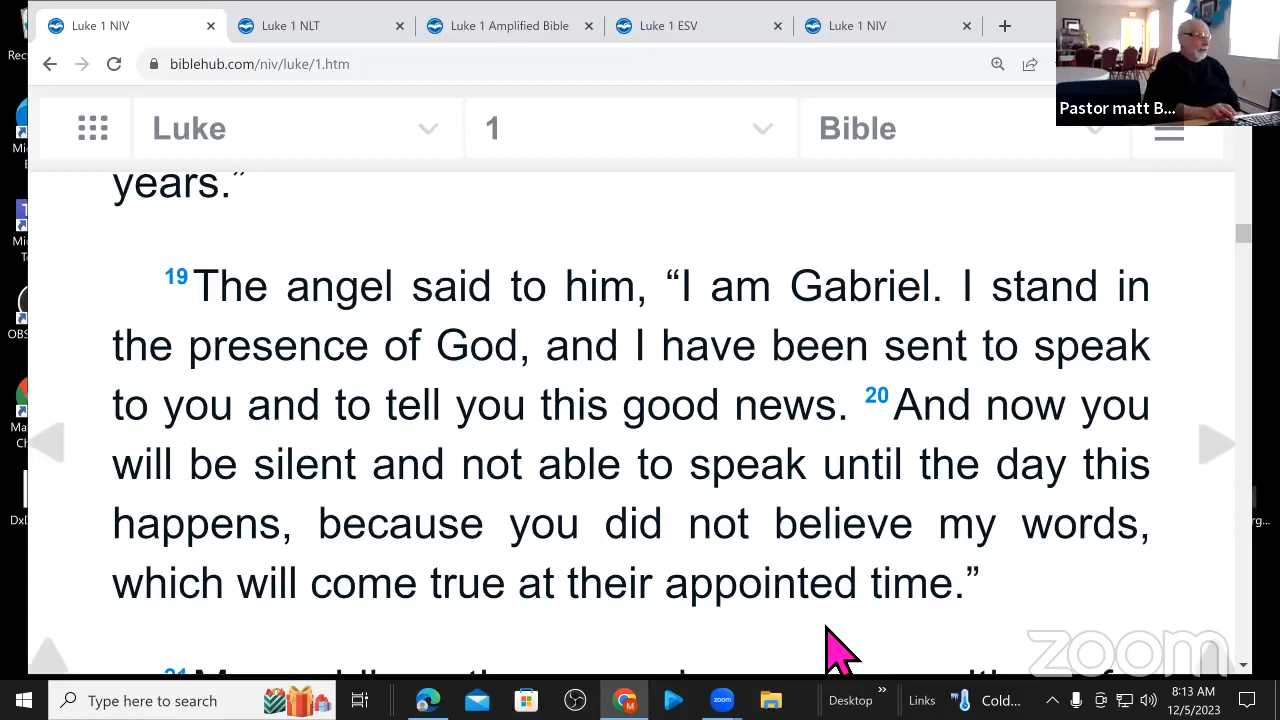 Luke 1 NIV
Luke 1 NLT
Luke 1 Amplified Bible
Luke 1 ESV
Luke 1 NIV
biblehub.com/niv/luke/1.htm
Pastor matt B...
Luke
1
Bible
years.”
19 The angel said to him, “I am Gabriel. I stand in
the presence of God, and I have been sent to speak
to you and to tell you this good news. 20 And now you
will be silent and not able to speak until the day this
happens, because you did not believe my words,
which will come true at their appointed time.”
zoom
Type here to search
Desktop
Links
Cold...
8:13 AM
12/5/2023